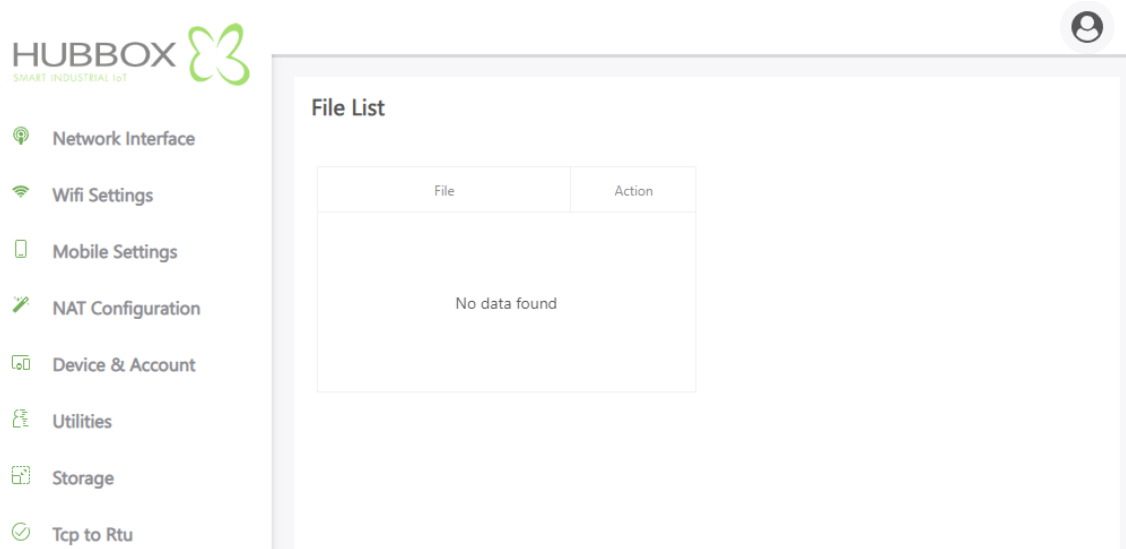 HUBBOX
SMART INDUSTRIAL IoT
Network Interface
Wifi Settings
Mobile Settings
NAT Configuration
Device & Account
Utilities
Storage
Tcp to Rtu
File List
File Action
No data found